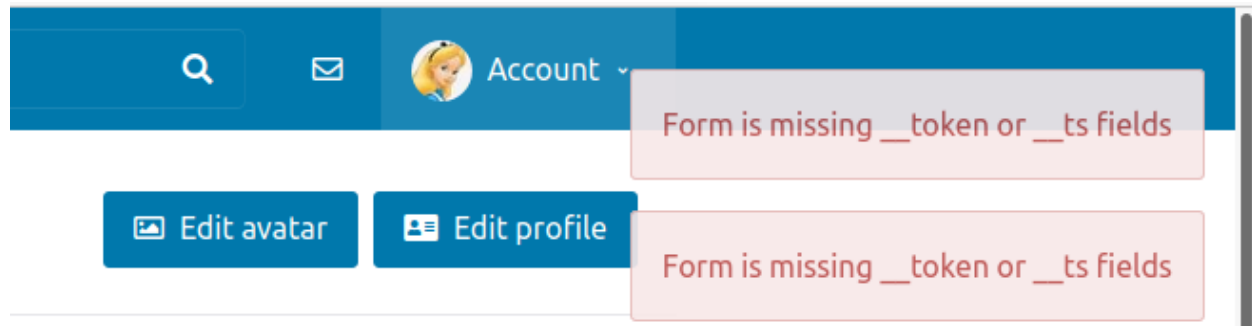 Account
Form is missing __token or __ts fields
Edit avatar
Edit profile
Form is missing __token or __ts fields